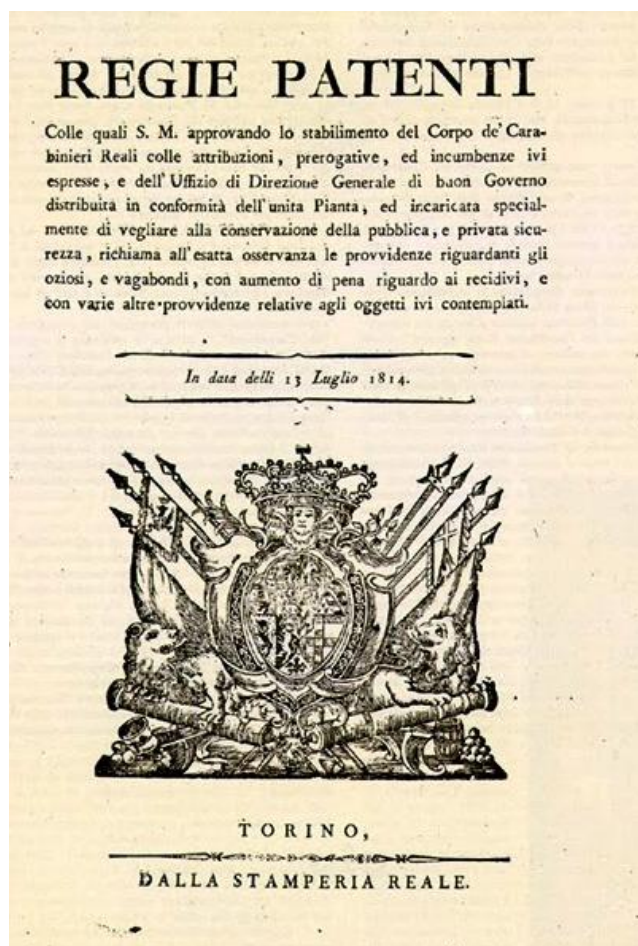 REGIE PATENTI
Colle quali S. M. approvando lo stabilimento del Corpo de' Cara-
binieri Reali colle attribuzioni, prerogative, ed incumbenze ivi
espresse, e dell' Uffizio di Direzione Generale di buon Governo
distribuita in conformità dell' unita Pianta, ed incaricata special-
mente di vegliare alla conservazione della pubblica, e privata sicu-
rezza, richiama all' esatta osservanza le provvidenze riguardanti gli
oziosi, e vagabondi, con aumento di pena riguardo ai recidivi, e
con varie altre provvidenze relative agli oggetti ivi contemplati.
In data delli 13 Luglio 1814.
TORINO,
DALLA STAMPERIA REALE.